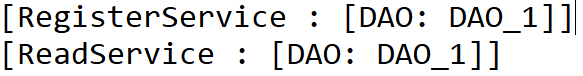 [RegisterService : [DAO: DAO_1]]
[ReadService : [DAO: DAO_1]]